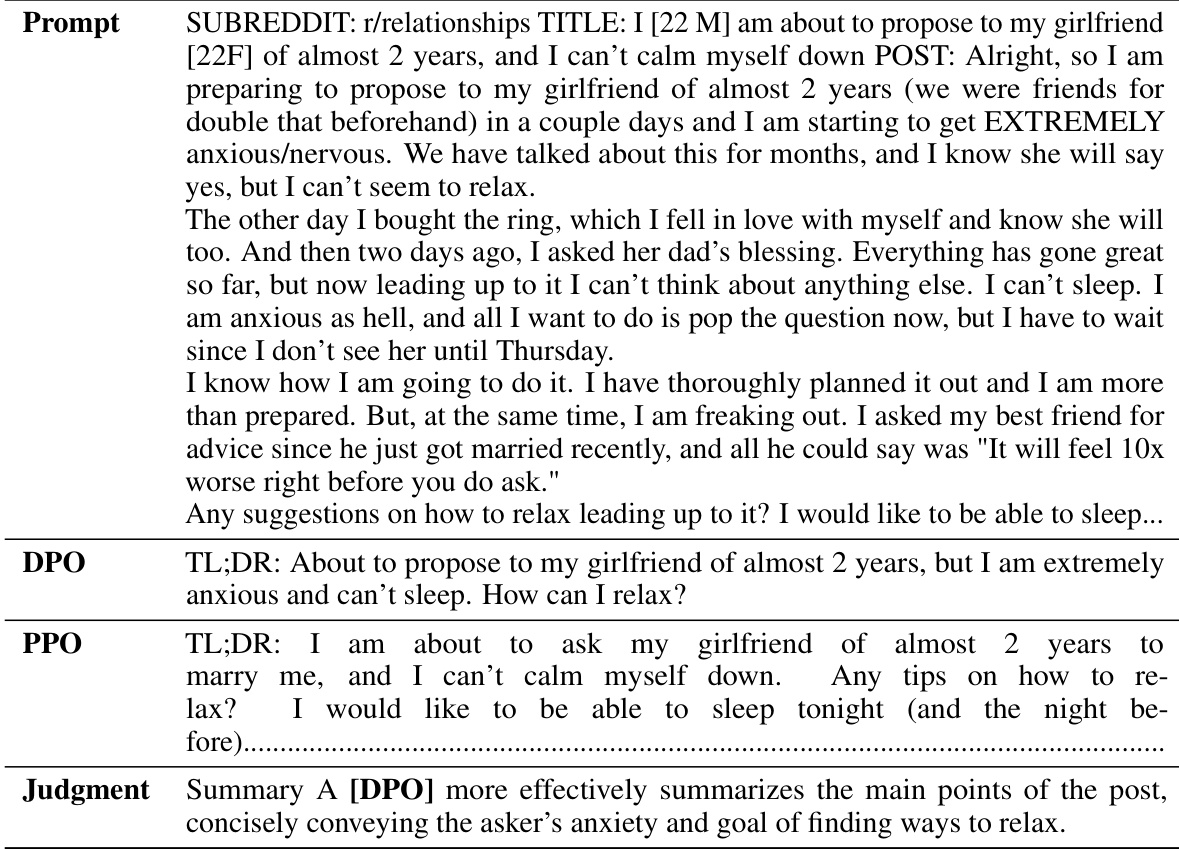 Prompt SUBREDDIT: r/relationships TITLE: I [22 M] am about to propose to my girlfriend
[22F] of almost 2 years, and I can't calm myself down POST: Alright, so I am
preparing to propose to my girlfriend of almost 2 years (we were friends for
double that beforehand) in a couple days and I am starting to get EXTREMELY
anxious/nervous. We have talked about this for months, and I know she will say
yes, but I can't seem to relax.
The other day I bought the ring, which I fell in love with myself and know she will
too. And then two days ago, I asked her dad's blessing. Everything has gone great
so far, but now leading up to it I can't think about anything else. I can't sleep. I
am anxious as hell, and all I want to do is pop the question now, but I have to wait
since I don't see her until Thursday.
I know how I am going to do it. I have thoroughly planned it out and I am more
than prepared. But, at the same time, I am freaking out. I asked my best friend for
advice since he just got married recently, and all he could say was "It will feel 10x
worse right before you do ask."
Any suggestions on how to relax leading up to it? I would like to be able to sleep...
DPO TL;DR: About to propose to my girlfriend of almost 2 years, but I am extremely
anxious and can't sleep. How can I relax?
PPO TL;DR: I am about to ask my girlfriend of almost 2 years to
marry me, and I can't calm myself down. Any tips on how to re-
lax? I would like to be able to sleep tonight (and the night be-
fore)...............................................................................................................................
Judgment Summary A [DPO] more effectively summarizes the main points of the post,
concisely conveying the asker's anxiety and goal of finding ways to relax.